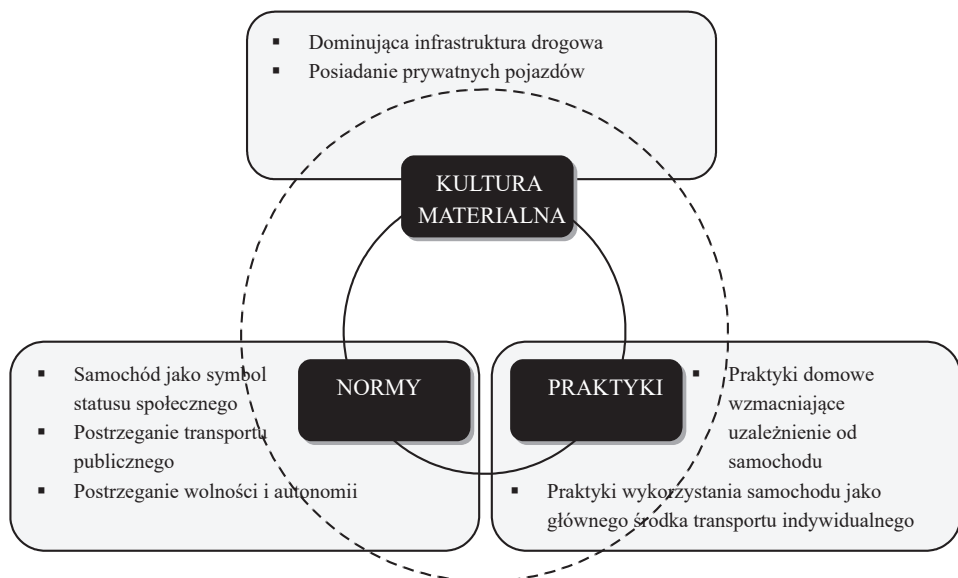 ▪ Dominująca infrastruktura drogowa
▪ Posiadanie prywatnych pojazdów
KULTURA
MATERIALNA
▪ Samochód jako symbol
statusu społecznego
▪ Postrzeganie transportu
publicznego
▪ Postrzeganie wolności i autonomii
NORMY
PRAKTYKI
▪ Praktyki domowe
wzmacniające
uzależnienie od
samochodu
▪ Praktyki wykorzystania samochodu jako
głównego środka transportu indywidualnego